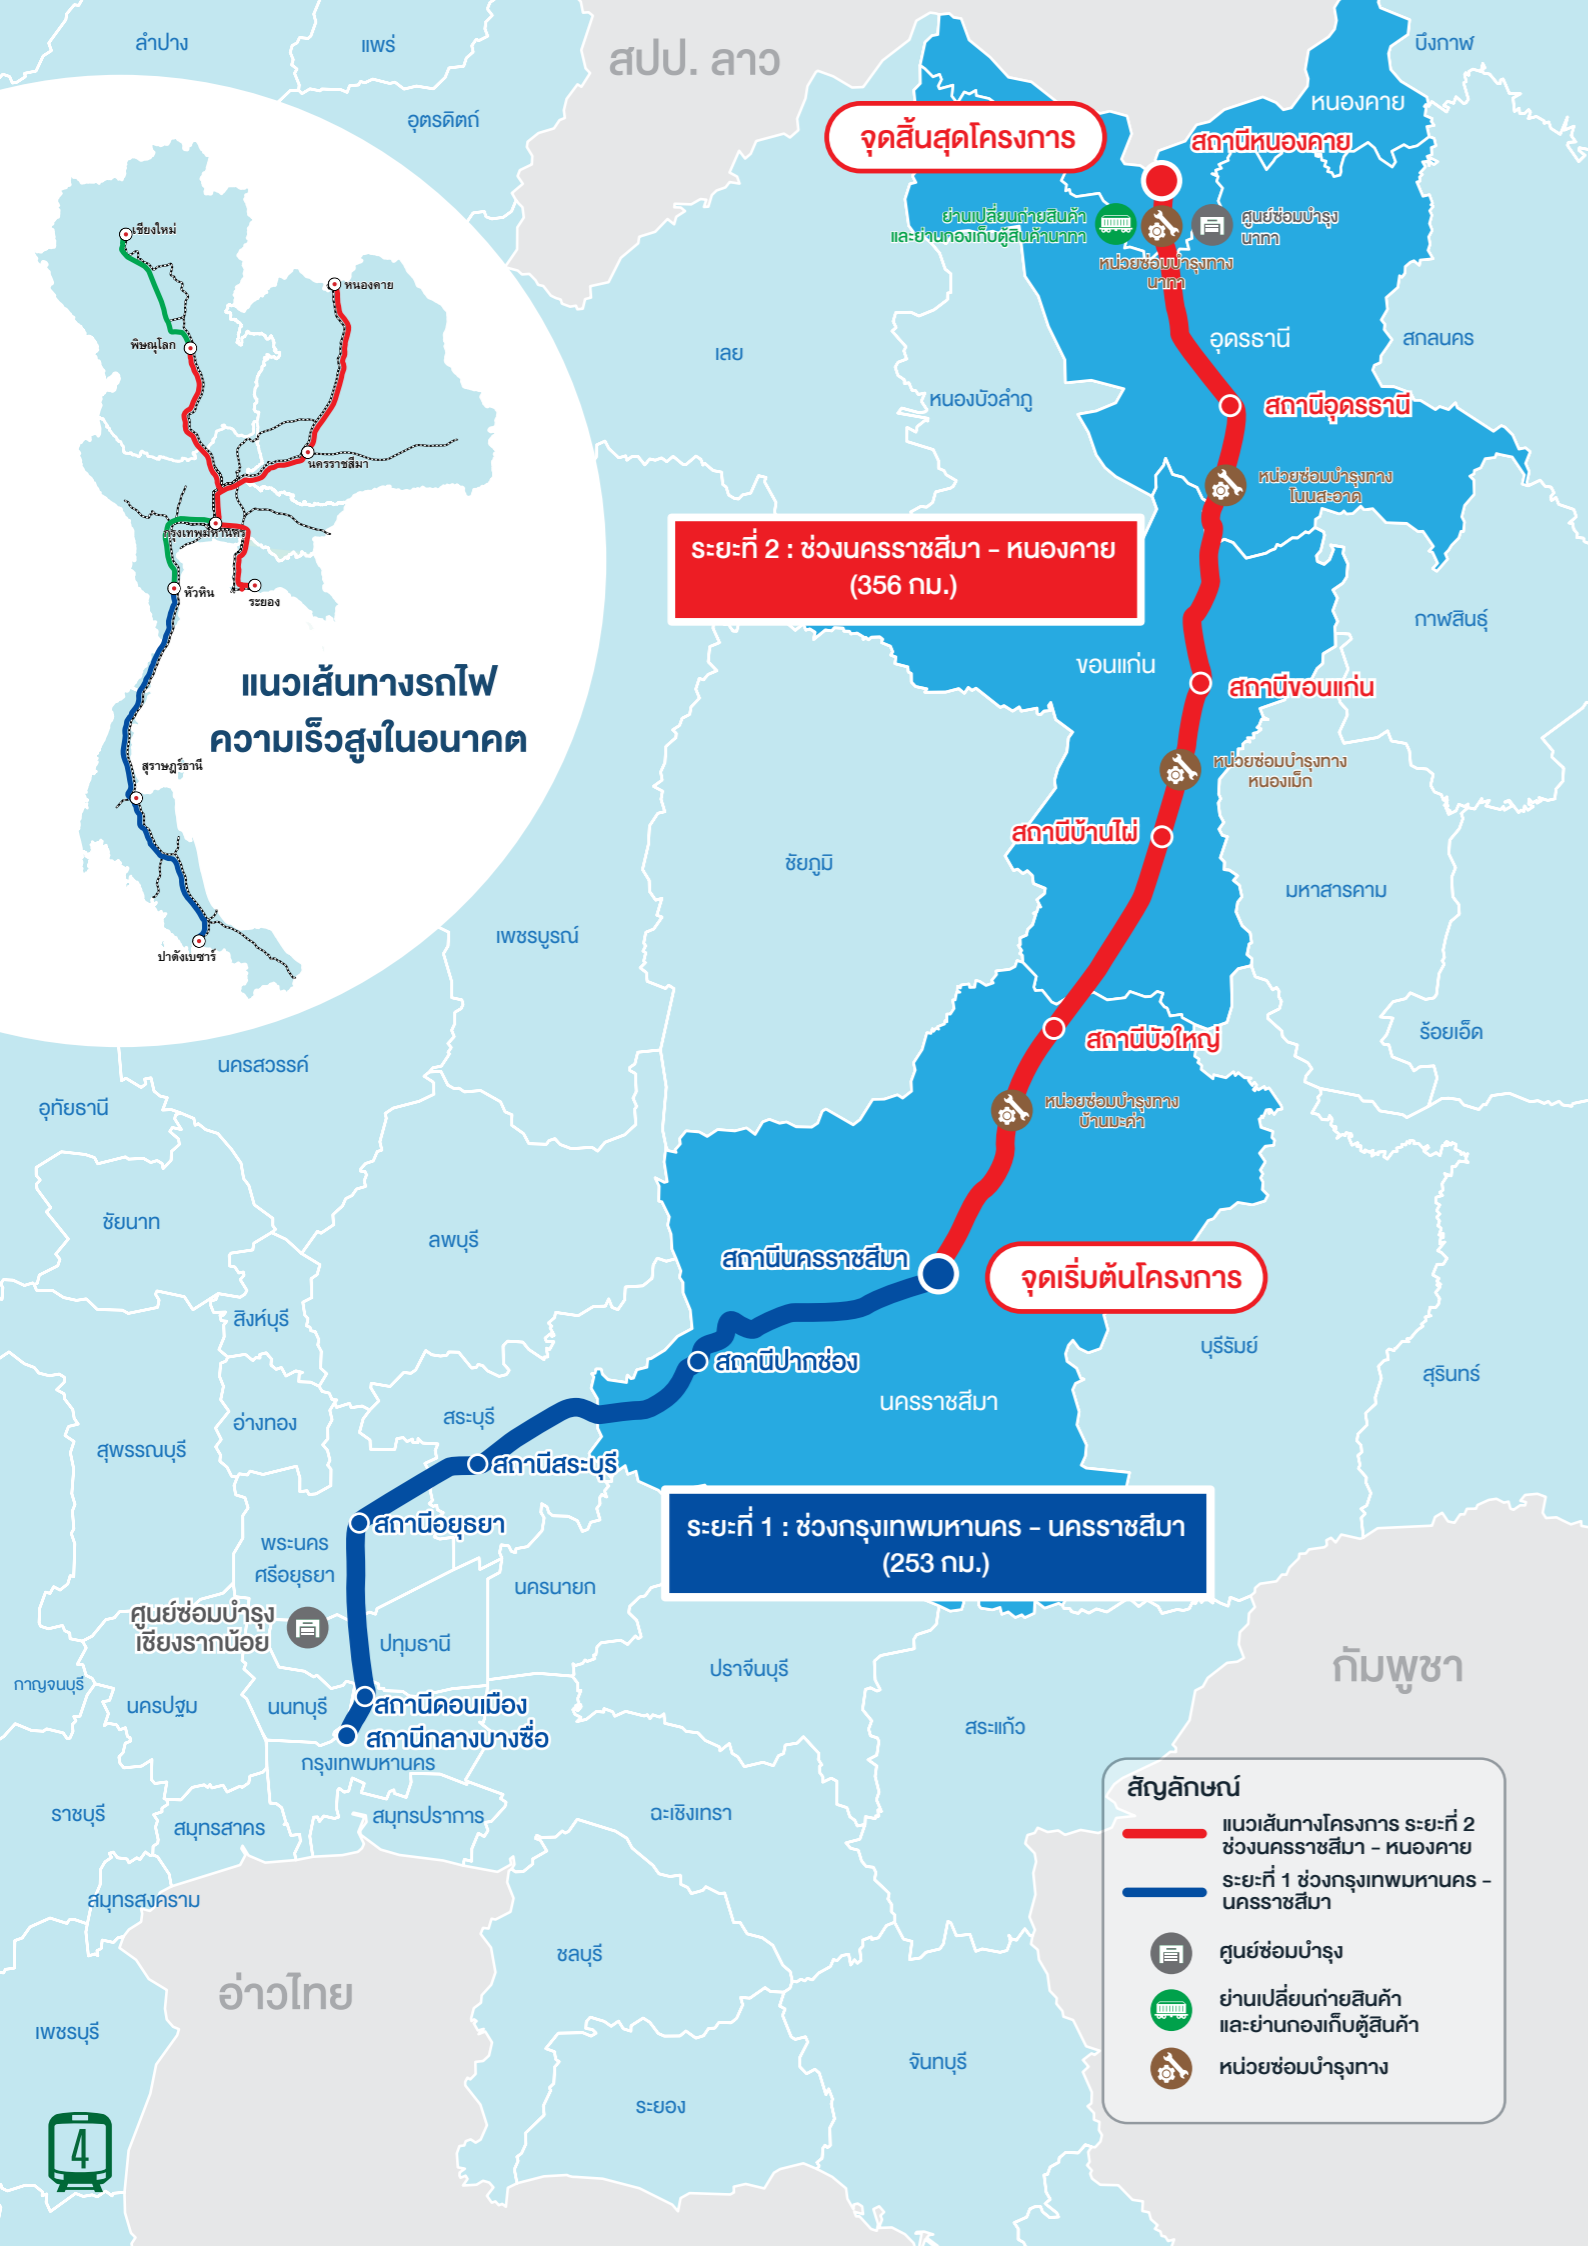 ลำปาง
แพร่
สปป. ลาว
บึงกาฬ
อุตรดิตถ์
หนองคาย
จุดสิ้นสุดโครงการ
สถานีหนองคาย
ย่านเปลี่ยนถ่ายสินค้า
และย่านกองเก็บตู้สินค้านาทา
ศูนย์ซ่อมบำรุง
นาทา
หน่วยซ่อมบำรุงทาง
นาทา
อุดรธานี
สกลนคร
เลย
หนองบัวลำภู
สถานีอุดรธานี
หน่วยซ่อมบำรุงทาง
โนนสะอาด
เชียงใหม่
หนองคาย
พิษณุโลก
นครราชสีมา
กรุงเทพมหานคร
หัวหิน
ระยอง
แนวเส้นทางรถไฟ
ความเร็วสูงในอนาคต
สุราษฎร์ธานี
ปาดังเบซาร์
ระยะที่ 2 : ช่วงนครราชสีมา - หนองคาย
(356 กม.)
กาฬสินธุ์
ขอนแก่น
สถานีขอนแก่น
หน่วยซ่อมบำรุงทาง
หนองเม็ก
สถานีบ้านไผ่
ชัยภูมิ
มหาสารคาม
เพชรบูรณ์
สถานีบัวใหญ่
ร้อยเอ็ด
นครสวรรค์
อุทัยธานี
หน่วยซ่อมบำรุงทาง
บ้านมะค่า
ชัยนาท
ลพบุรี
สถานีนครราชสีมา
จุดเริ่มต้นโครงการ
สิงห์บุรี
บุรีรัมย์
สุรินทร์
สถานีปากช่อง
นครราชสีมา
อ่างทอง
สระบุรี
สุพรรณบุรี
สถานีสระบุรี
สถานีอยุธยา
ระยะที่ 1 : ช่วงกรุงเทพมหานคร - นครราชสีมา
(253 กม.)
พระนคร
ศรีอยุธยา
นครนายก
ศูนย์ซ่อมบำรุง
เชียงรากน้อย
ปทุมธานี
ปราจีนบุรี
กัมพูชา
กาญจนบุรี
นครปฐม
นนทบุรี
สถานีดอนเมือง
สถานีกลางบางซื่อ
กรุงเทพมหานคร
สระแก้ว
ราชบุรี
สมุทรสาคร
สมุทรปราการ
ฉะเชิงเทรา
สมุทรสงคราม
ชลบุรี
อ่าวไทย
เพชรบุรี
จันทบุรี
ระยอง
สัญลักษณ์
แนวเส้นทางโครงการ ระยะที่ 2
ช่วงนครราชสีมา - หนองคาย
ระยะที่ 1 ช่วงกรุงเทพมหานคร -
นครราชสีมา
ศูนย์ซ่อมบำรุง
ย่านเปลี่ยนถ่ายสินค้า
และย่านกองเก็บตู้สินค้า
หน่วยซ่อมบำรุงทาง
4